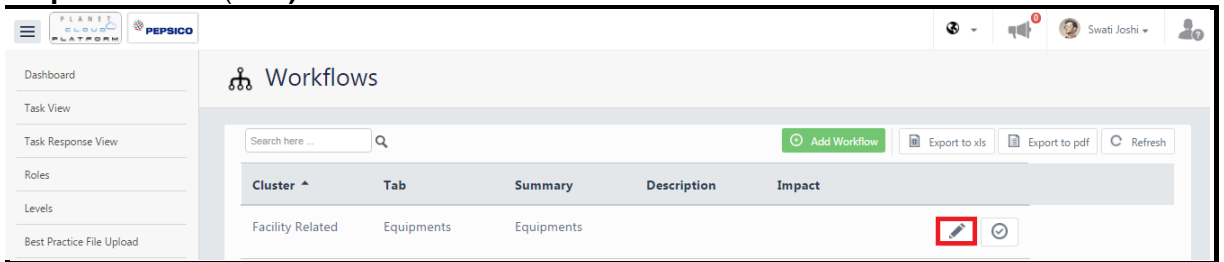 PLANET
CLOUD
PLATFORM
PEPSICO
0
Swati Joshi
Dashboard
Task View
Task Response View
Roles
Levels
Best Practice File Upload
Workflows
Search here ...
Add Workflow
Export to xls
Export to pdf
Refresh
Cluster Tab Summary Description Impact
Facility Related Equipments Equipments